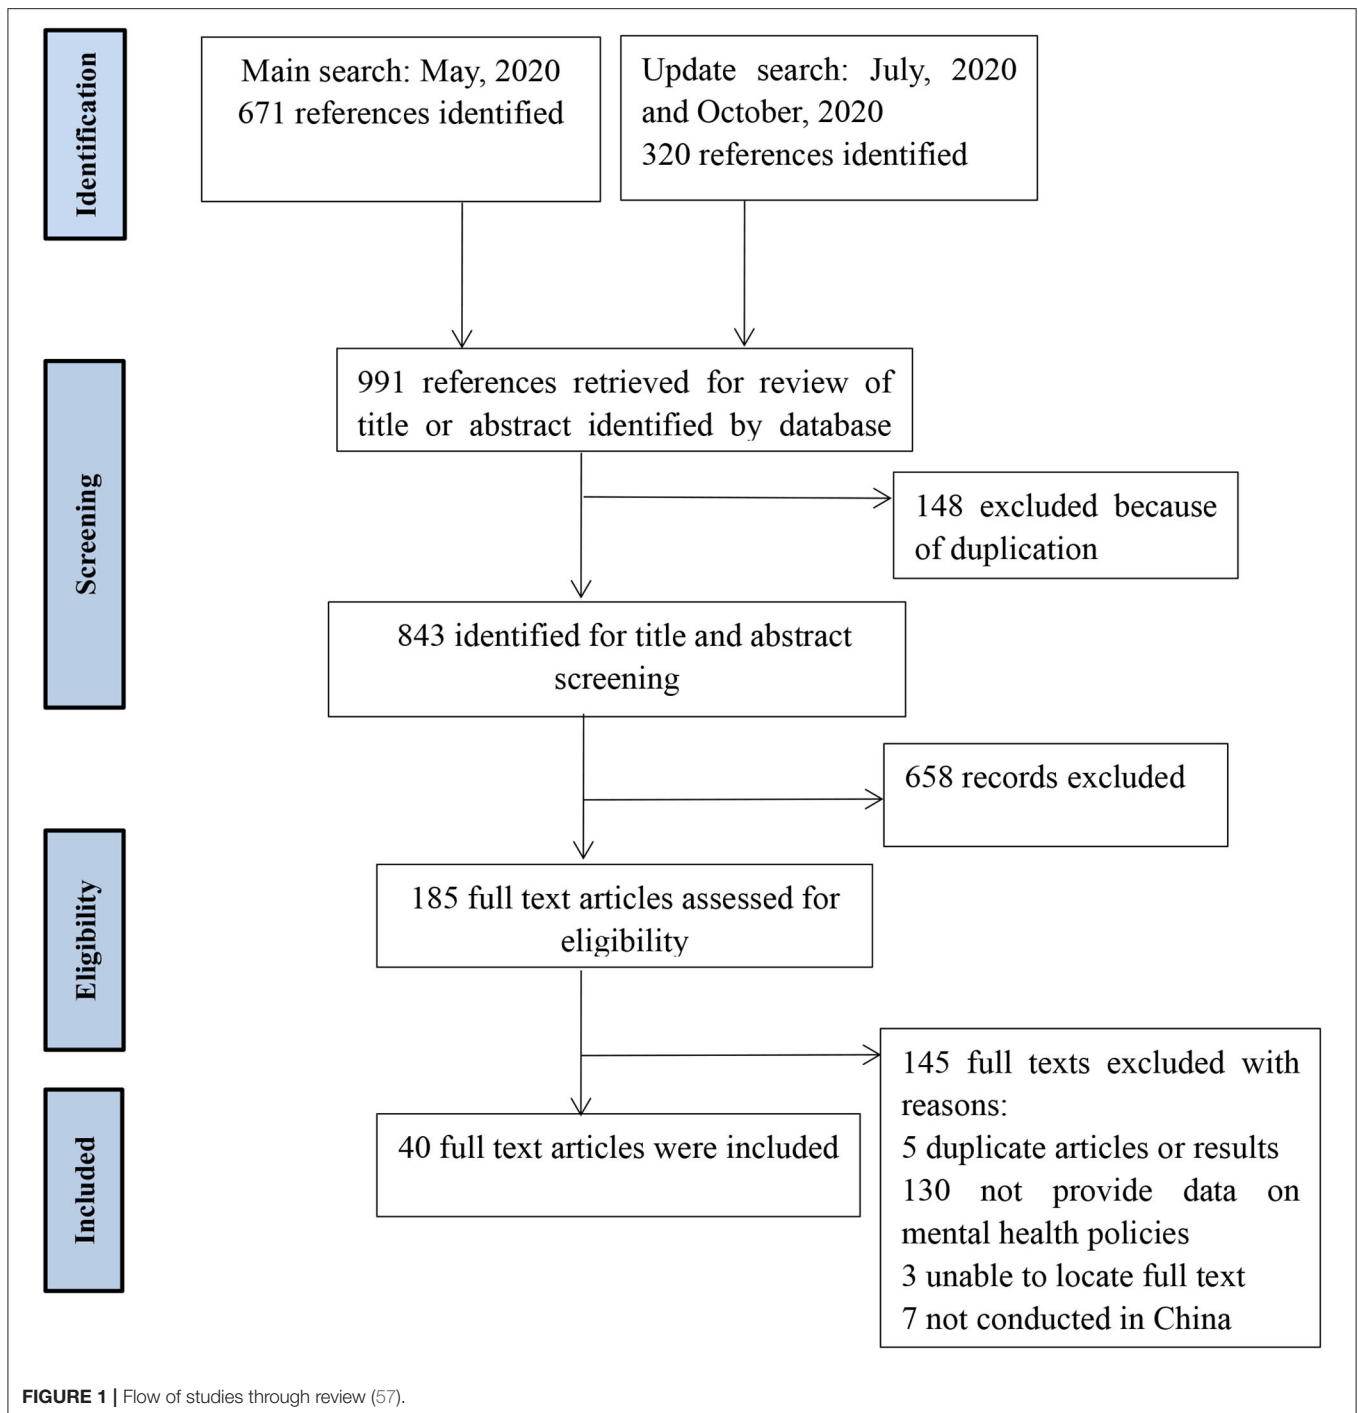 Identification
Main search: May, 2020
671 references identified
Update search: July, 2020
and October, 2020
320 references identified
Screening
991 references retrieved for review of
title or abstract identified by database
148 excluded because
of duplication
843 identified for title and abstract
screening
658 records excluded
Eligibility
185 full text articles assessed for
eligibility
145 full texts excluded with
reasons:
5 duplicate articles or results
130 not provide data on
mental health policies
3 unable to locate full text
7 not conducted in China
Included
40 full text articles were included
FIGURE 1 | Flow of studies through review (57).